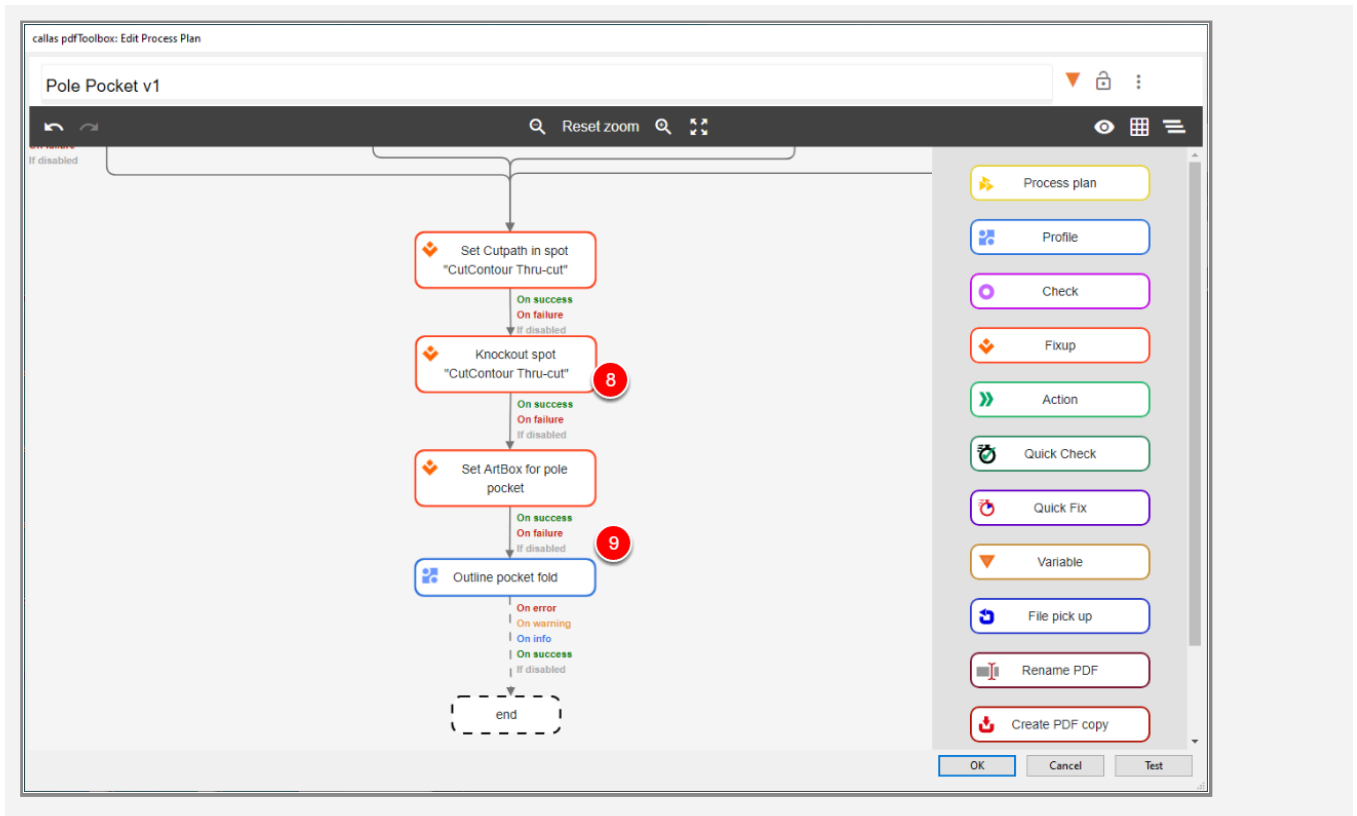 callas pdfToolbox: Edit Process Plan
Pole Pocket v1
Reset zoom
On failure
If disabled
Set Cutpath in spot
"CutContour Thru-cut"
On success
On failure
If disabled
Knockout spot
"CutContour Thru-cut"
8
On success
On failure
If disabled
Set ArtBox for pole
pocket
On success
On failure
If disabled
9
Outline pocket fold
On error
On warning
On info
On success
If disabled
end
Process plan
Profile
Check
Fixup
Action
Quick Check
Quick Fix
Variable
File pick up
Rename PDF
Create PDF copy
OK
Cancel
Test